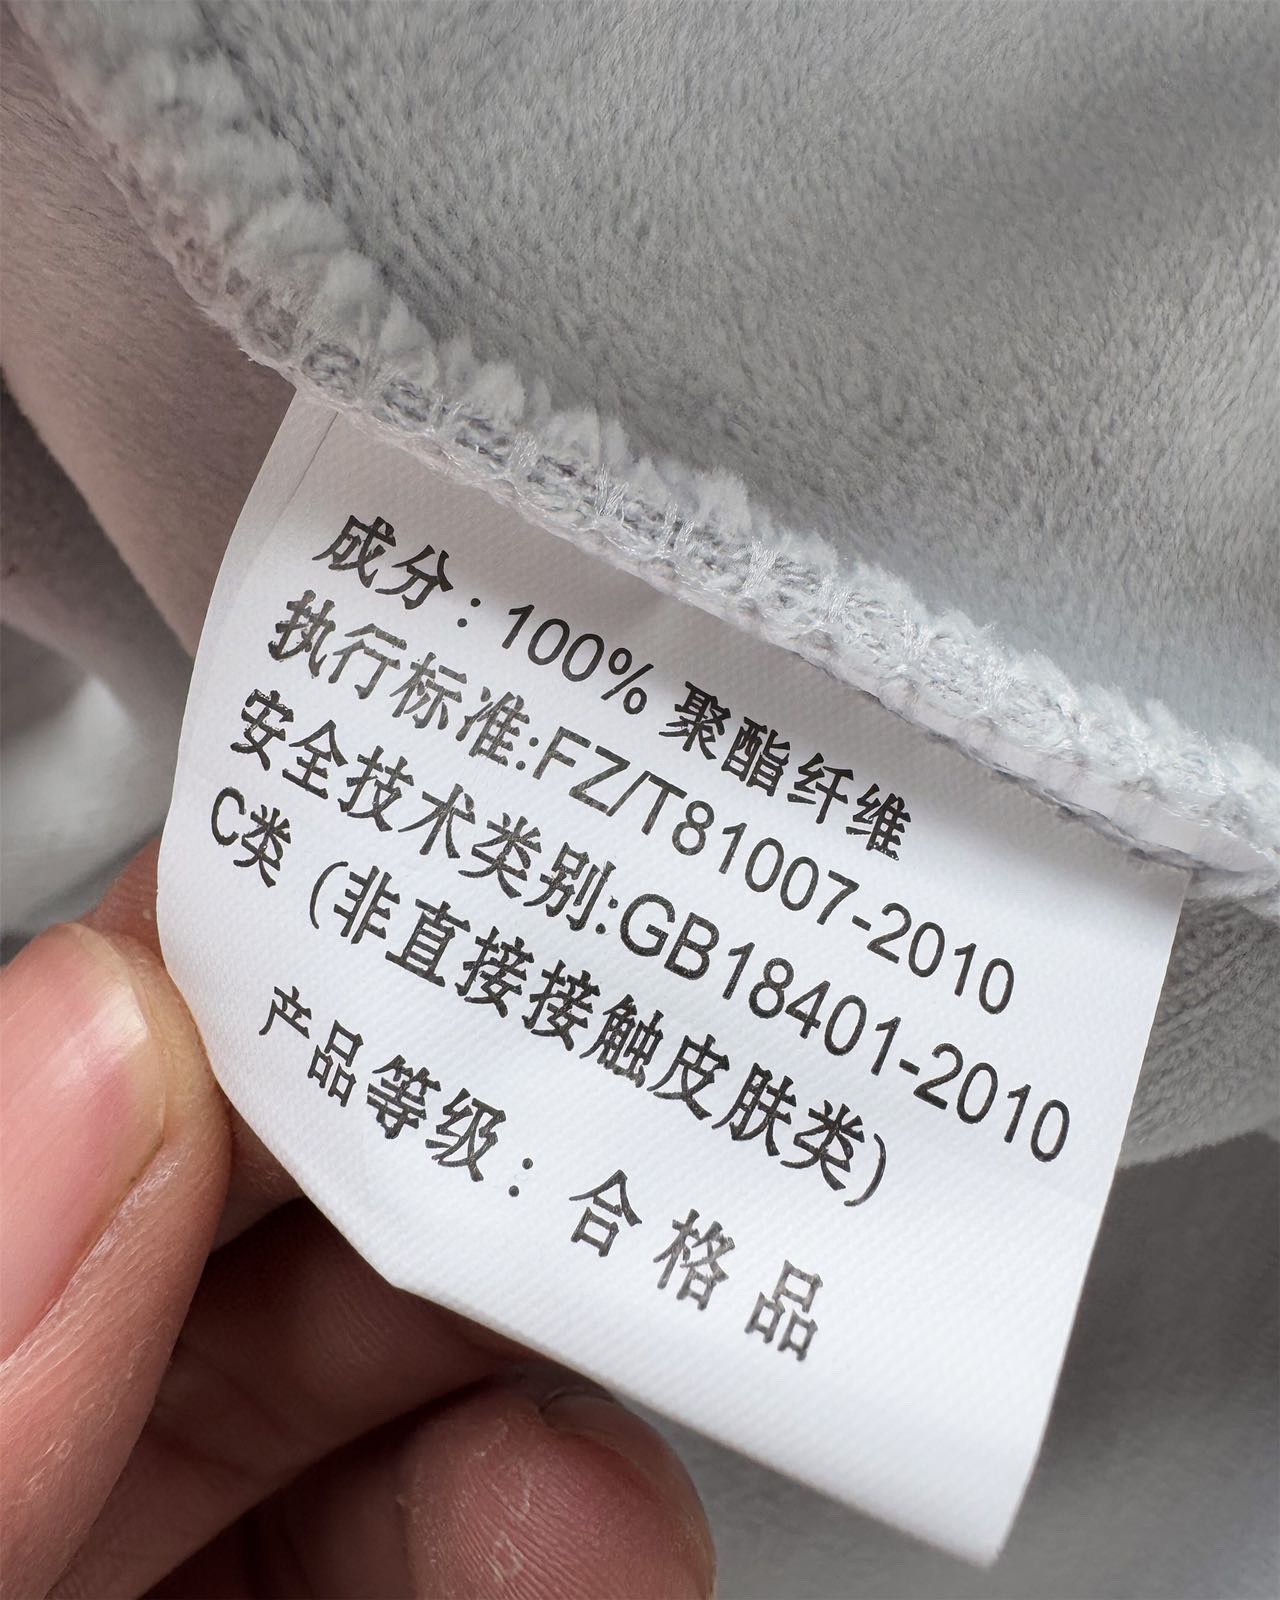 成分：100% 聚酯纤维
执行标准:FZ/T81007-2010
安全技术类别:GB18401-2010
C类（非直接接触皮肤类）
产品等级：合格品